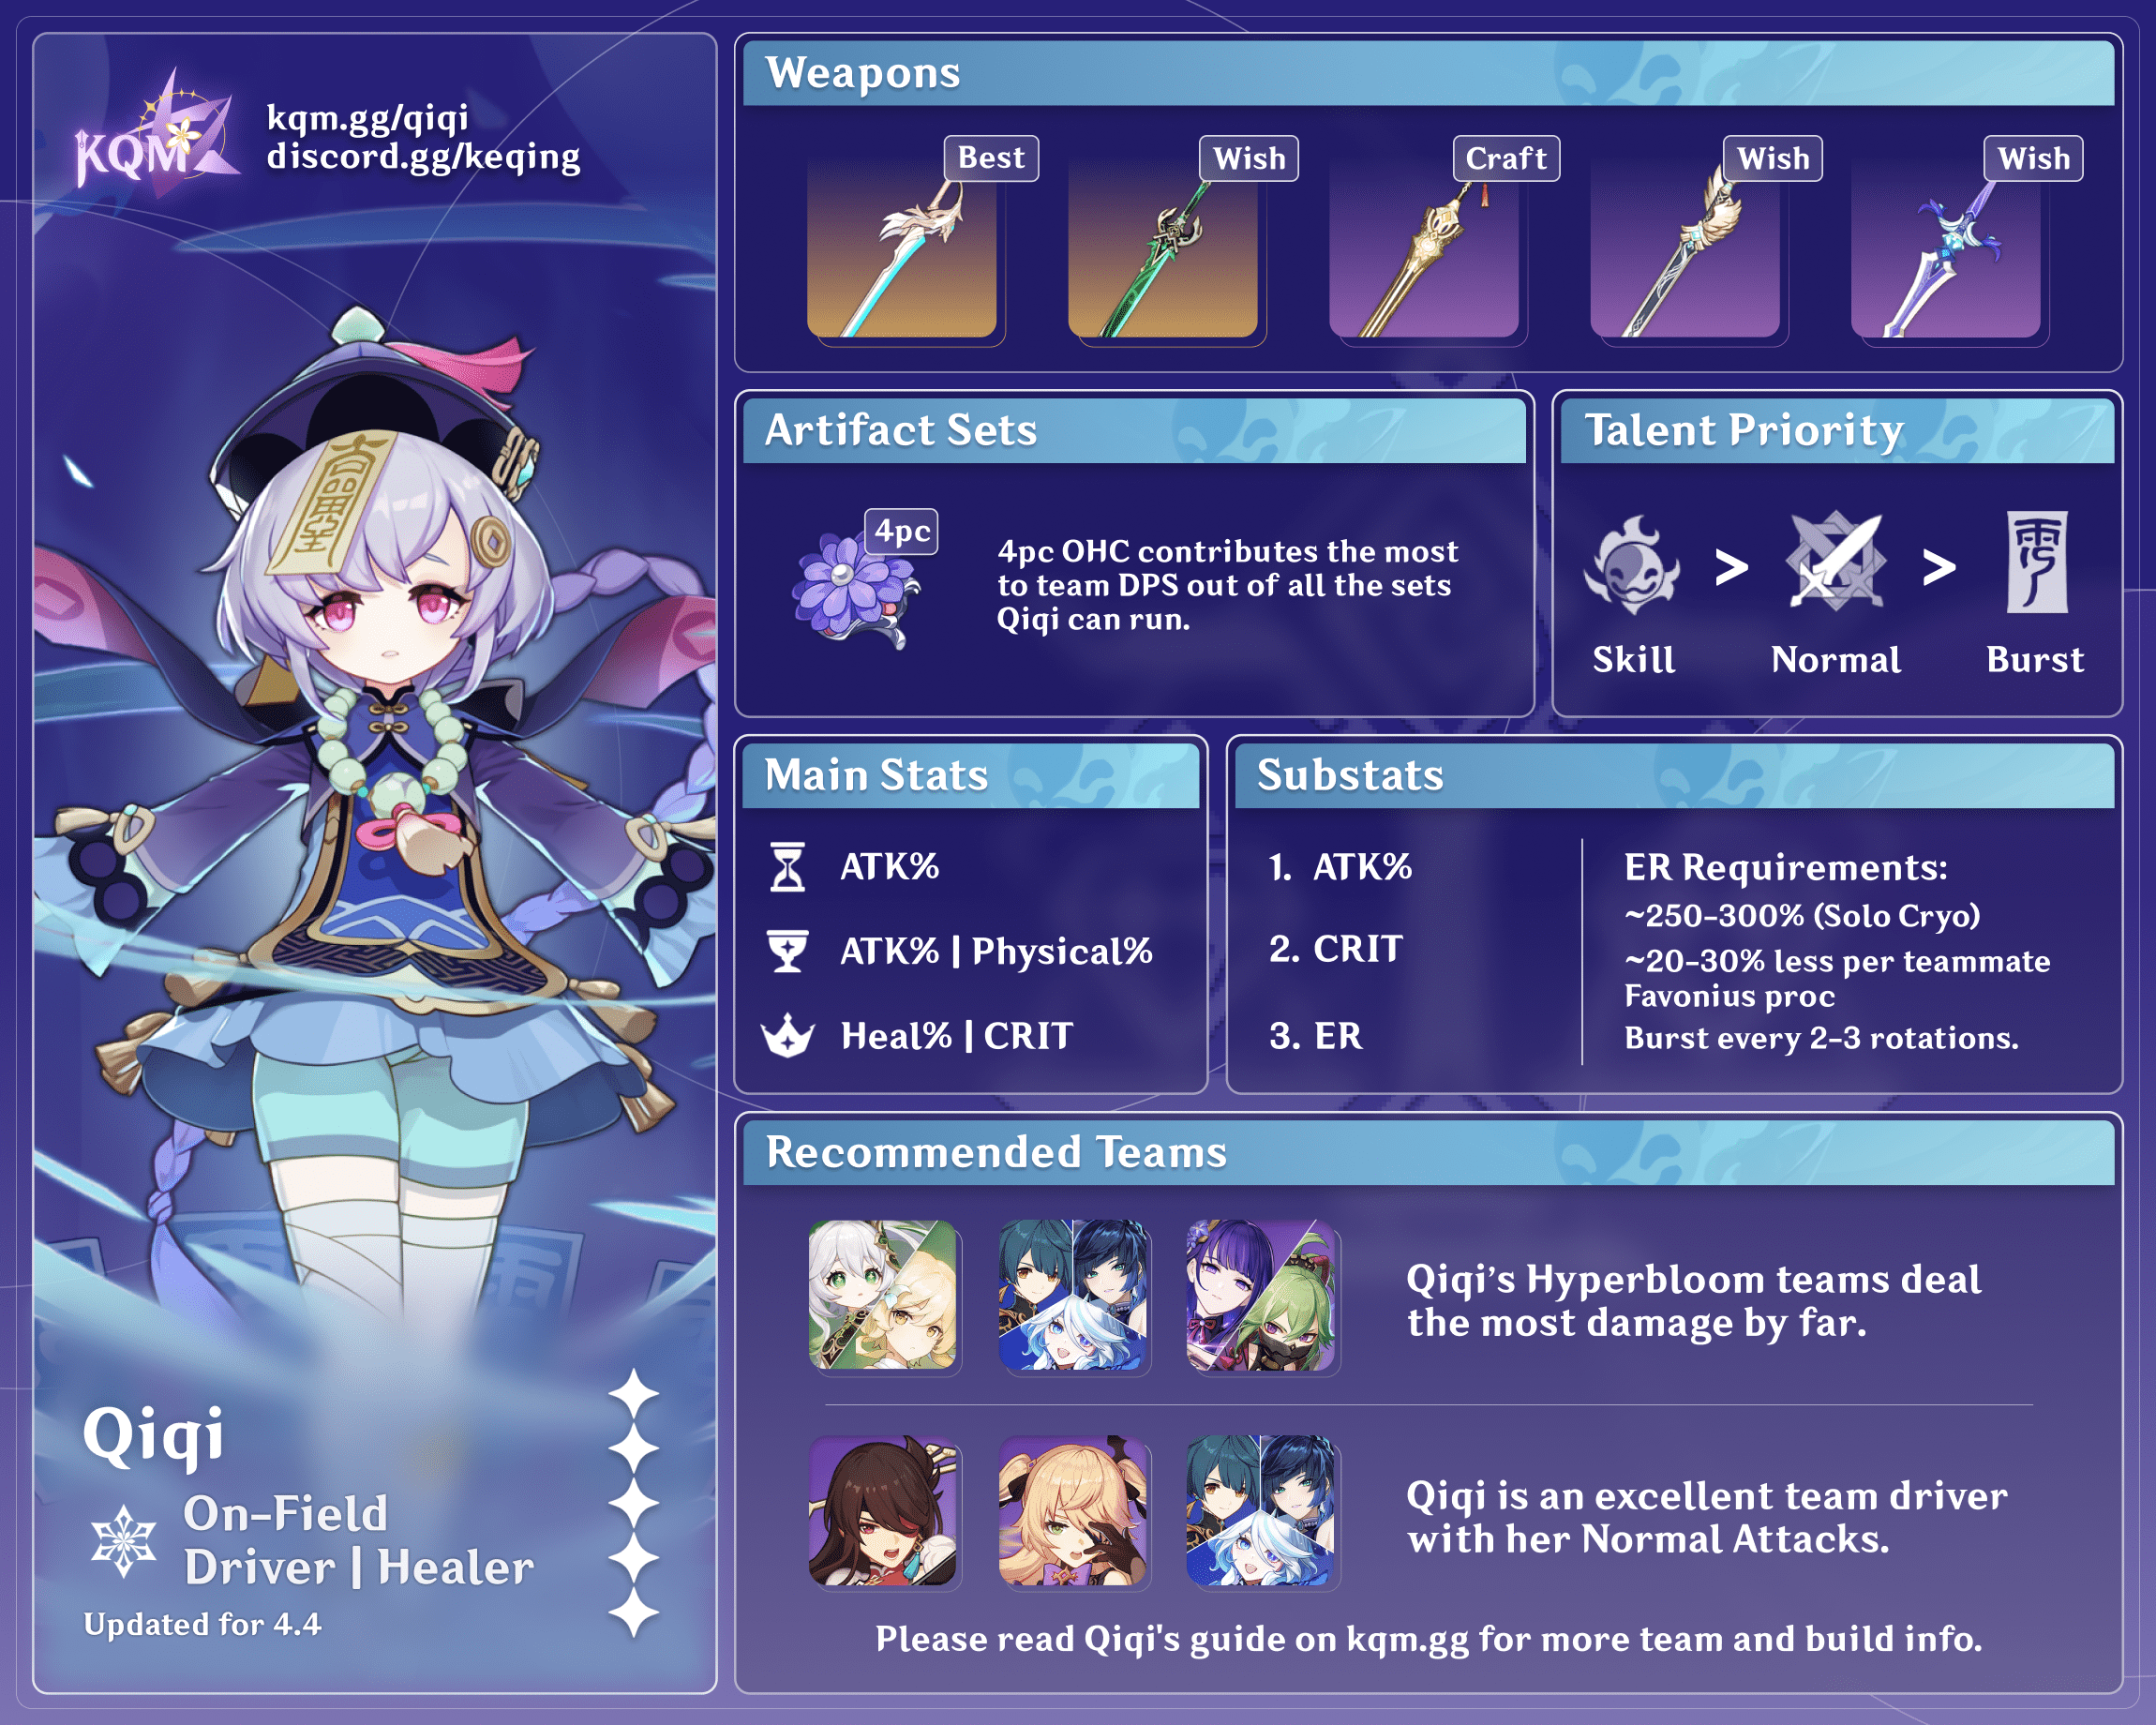 KQM
kqm.gg/qiqi
discord.gg/keqing
Qiqi
On-Field
Driver | Healer
Updated for 4.4
Weapons
Best
Wish
Craft
Wish
Wish
Artifact Sets
4pc
4pc OHC contributes the most
to team DPS out of all the sets
Qiqi can run.
Talent Priority
> >
Skill Normal Burst
Main Stats
ATK%
ATK% | Physical%
Heal% | CRIT
Substats
1. ATK%
2. CRIT
3. ER
ER Requirements:
~250-300% (Solo Cryo)
~20-30% less per teammate
Favonius proc
Burst every 2-3 rotations.
Recommended Teams
Qiqi’s Hyperbloom teams deal
the most damage by far.
Qiqi is an excellent team driver
with her Normal Attacks.
Please read Qiqi's guide on kqm.gg for more team and build info.